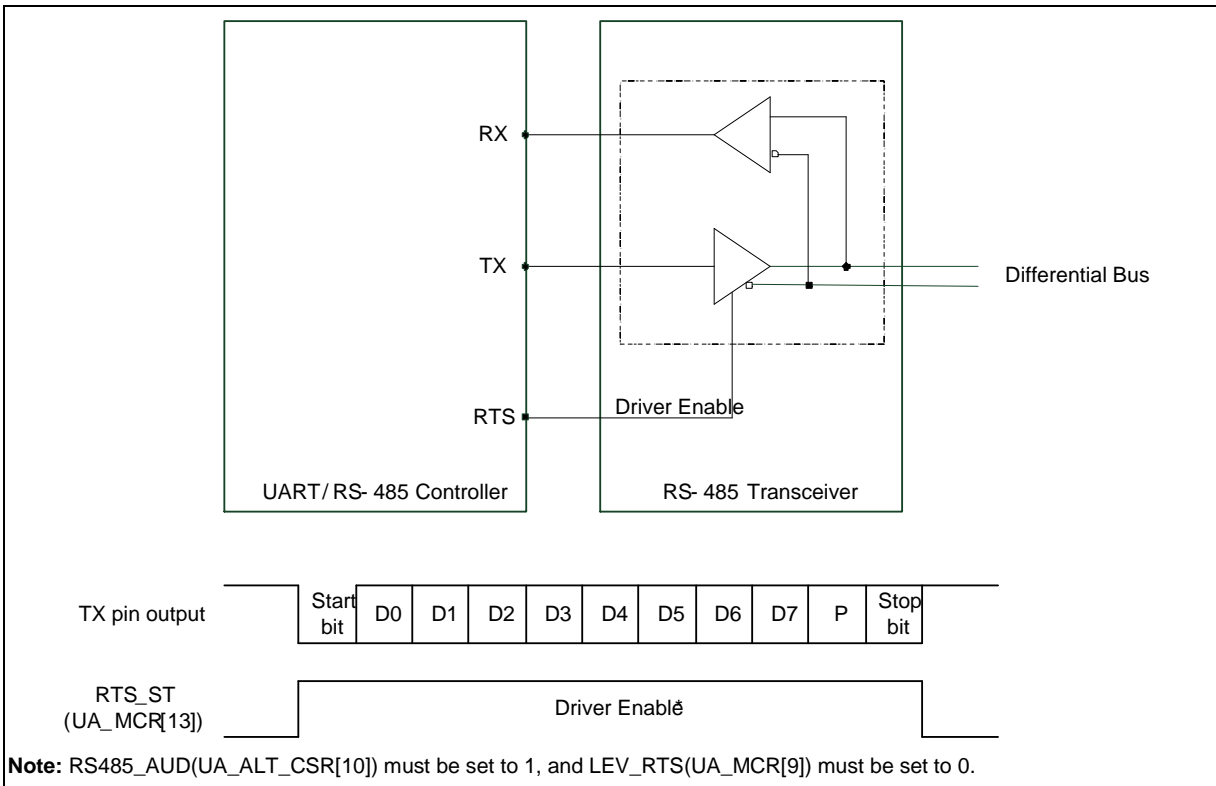 RX
TX
Differential Bus
RTS
Driver Enable
UART/ RS- 485 Controller
RS- 485 Transceiver
TX pin output
Start bit
D0
D1
D2
D3
D4
D5
D6
D7
P
Stop bit
RTS_ST
(UA_MCR[13])
Driver Enable*
Note: RS485_AUD(UA_ALT_CSR[10]) must be set to 1, and LEV_RTS(UA_MCR[9]) must be set to 0.